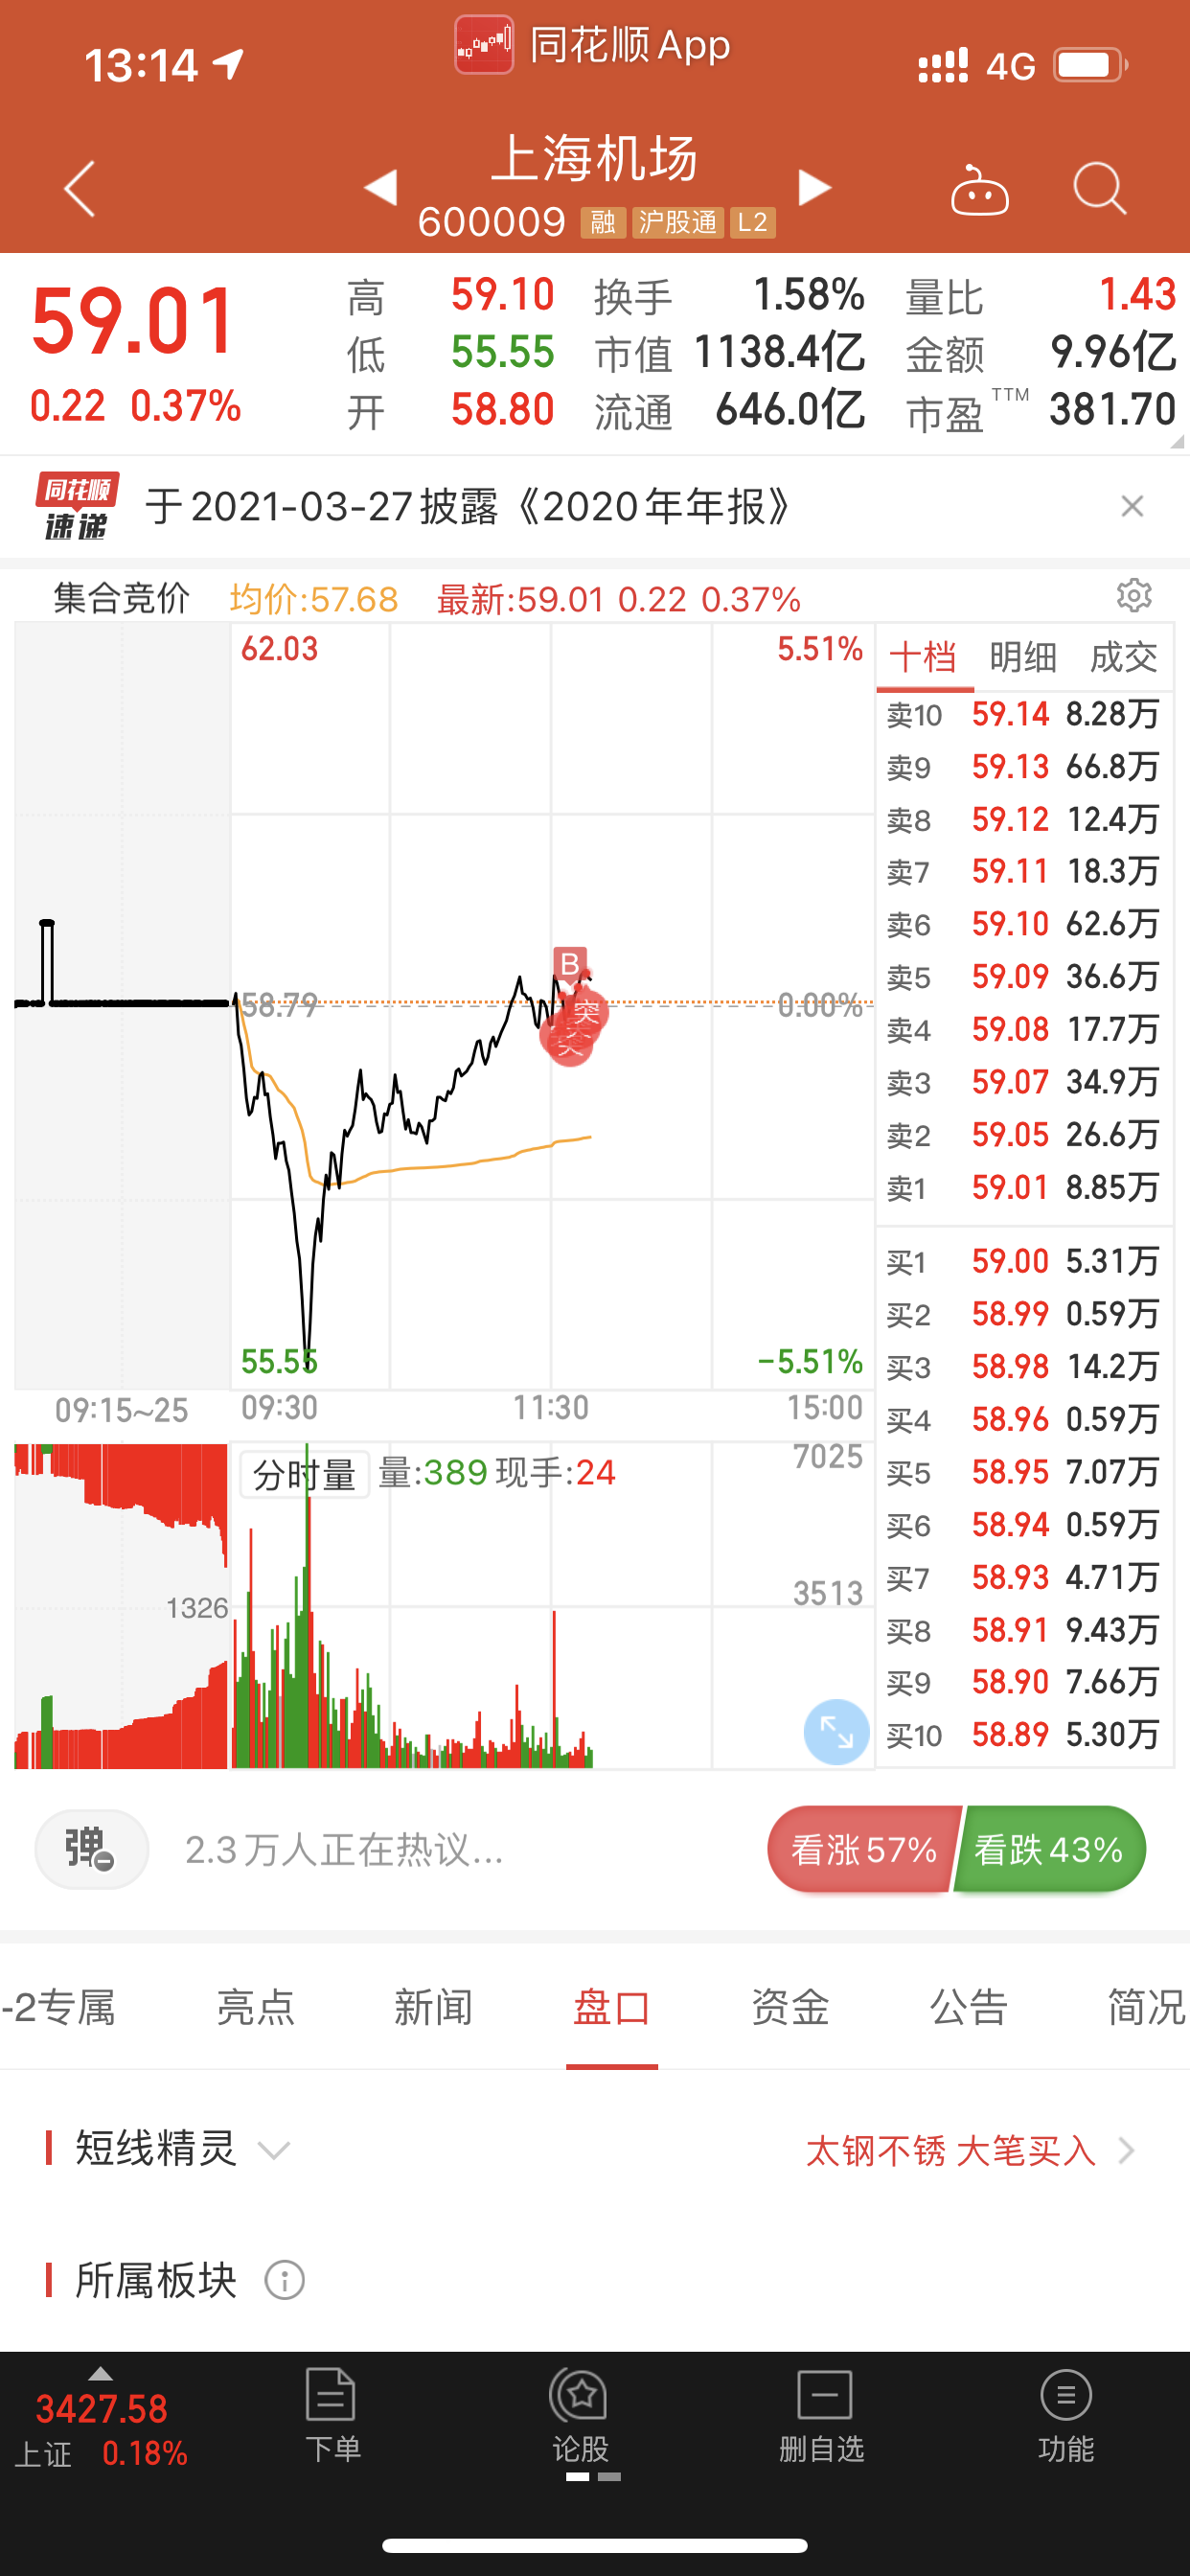 13:14
同花顺App
4G
上海机场
600009 融 沪股通 L2
59.01
0.22 0.37%
高 59.10 换手 1.58% 量比 1.43
低 55.55 市值 1138.4亿 金额 9.96亿
开 58.80 流通 646.0亿 市盈 TTM 381.70
同花顺
速递
于2021-03-27披露《2020年年报》
集合竞价 均价:57.68 最新:59.01 0.22 0.37%
62.03 5.51%
58.79 0.00%
B
突
55.55 -5.51%
09:15~25 09:30 11:30 15:00
分时量 量:389 现手:24
7025
3513
1326
十档 明细 成交
卖10 59.14 8.28万
卖9 59.13 66.8万
卖8 59.12 12.4万
卖7 59.11 18.3万
卖6 59.10 62.6万
卖5 59.09 36.6万
卖4 59.08 17.7万
卖3 59.07 34.9万
卖2 59.05 26.6万
卖1 59.01 8.85万
买1 59.00 5.31万
买2 58.99 0.59万
买3 58.98 14.2万
买4 58.96 0.59万
买5 58.95 7.07万
买6 58.94 0.59万
买7 58.93 4.71万
买8 58.91 9.43万
买9 58.90 7.66万
买10 58.89 5.30万
弹
2.3万人正在热议...
看涨57% 看跌43%
-2专属 亮点 新闻 盘口 资金 公告 简况
短线精灵
太钢不锈 大笔买入
所属板块
3427.58
上证 0.18%
下单 论股 删自选 功能